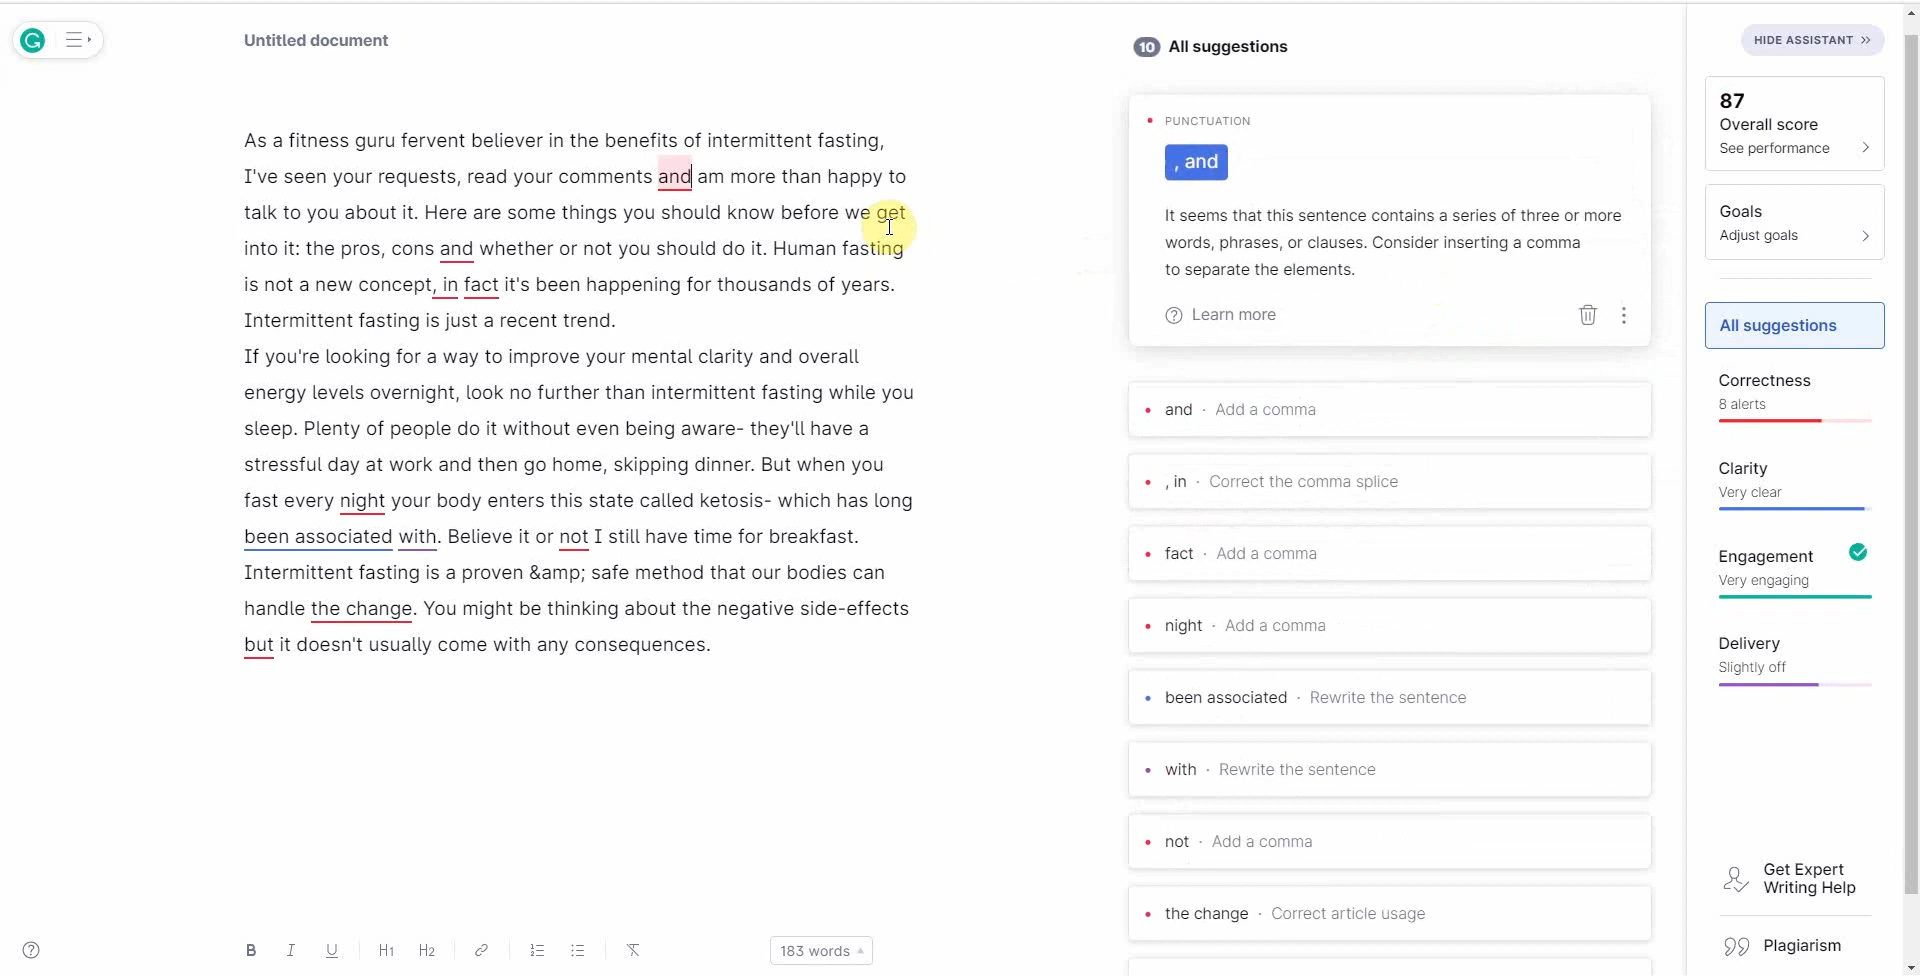 Untitled document
As a fitness guru fervent believer in the benefits of intermittent fasting,
I've seen your requests, read your comments and am more than happy to
talk to you about it. Here are some things you should know before we get
into it: the pros, cons and whether or not you should do it. Human fasting
is not a new concept, in fact it's been happening for thousands of years.
Intermittent fasting is just a recent trend.
If you're looking for a way to improve your mental clarity and overall
energy levels overnight, look no further than intermittent fasting while you
sleep. Plenty of people do it without even being aware- they'll have a
stressful day at work and then go home, skipping dinner. But when you
fast every night your body enters this state called ketosis- which has long
been associated with. Believe it or not I still have time for breakfast.
Intermittent fasting is a proven &amp; safe method that our bodies can
handle the change. You might be thinking about the negative side-effects
but it doesn't usually come with any consequences.
B I U H1 H2
183 words
10 All suggestions
PUNCTUATION
, and
It seems that this sentence contains a series of three or more
words, phrases, or clauses. Consider inserting a comma
to separate the elements.
Learn more
and · Add a comma
, in · Correct the comma splice
fact · Add a comma
night · Add a comma
been associated · Rewrite the sentence
with · Rewrite the sentence
not · Add a comma
the change · Correct article usage
HIDE ASSISTANT
87
Overall score
See performance
Goals
Adjust goals
All suggestions
Correctness
8 alerts
Clarity
Very clear
Engagement
Very engaging
Delivery
Slightly off
Get Expert
Writing Help
Plagiarism